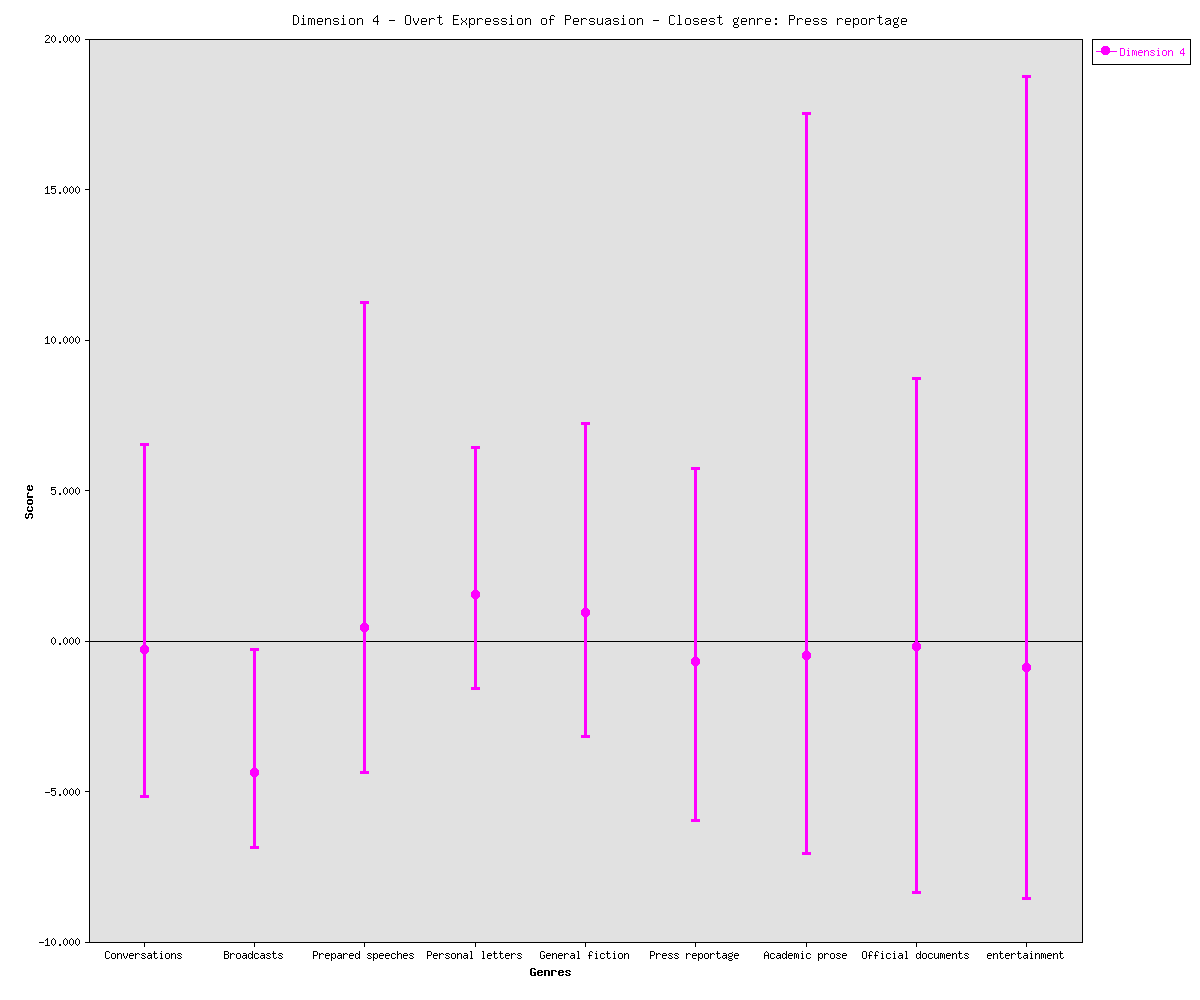 Dimension 4 - Overt Expression of Persuasion - Closest genre: Press reportage
20.000
15.000
10.000
5.000
0.000
-5.000
-10.000
Score
Conversations
Broadcasts
Prepared speeches
Personal letters
General fiction
Press reportage
Academic prose
Official documents
entertainment
Genres
Dimension 4